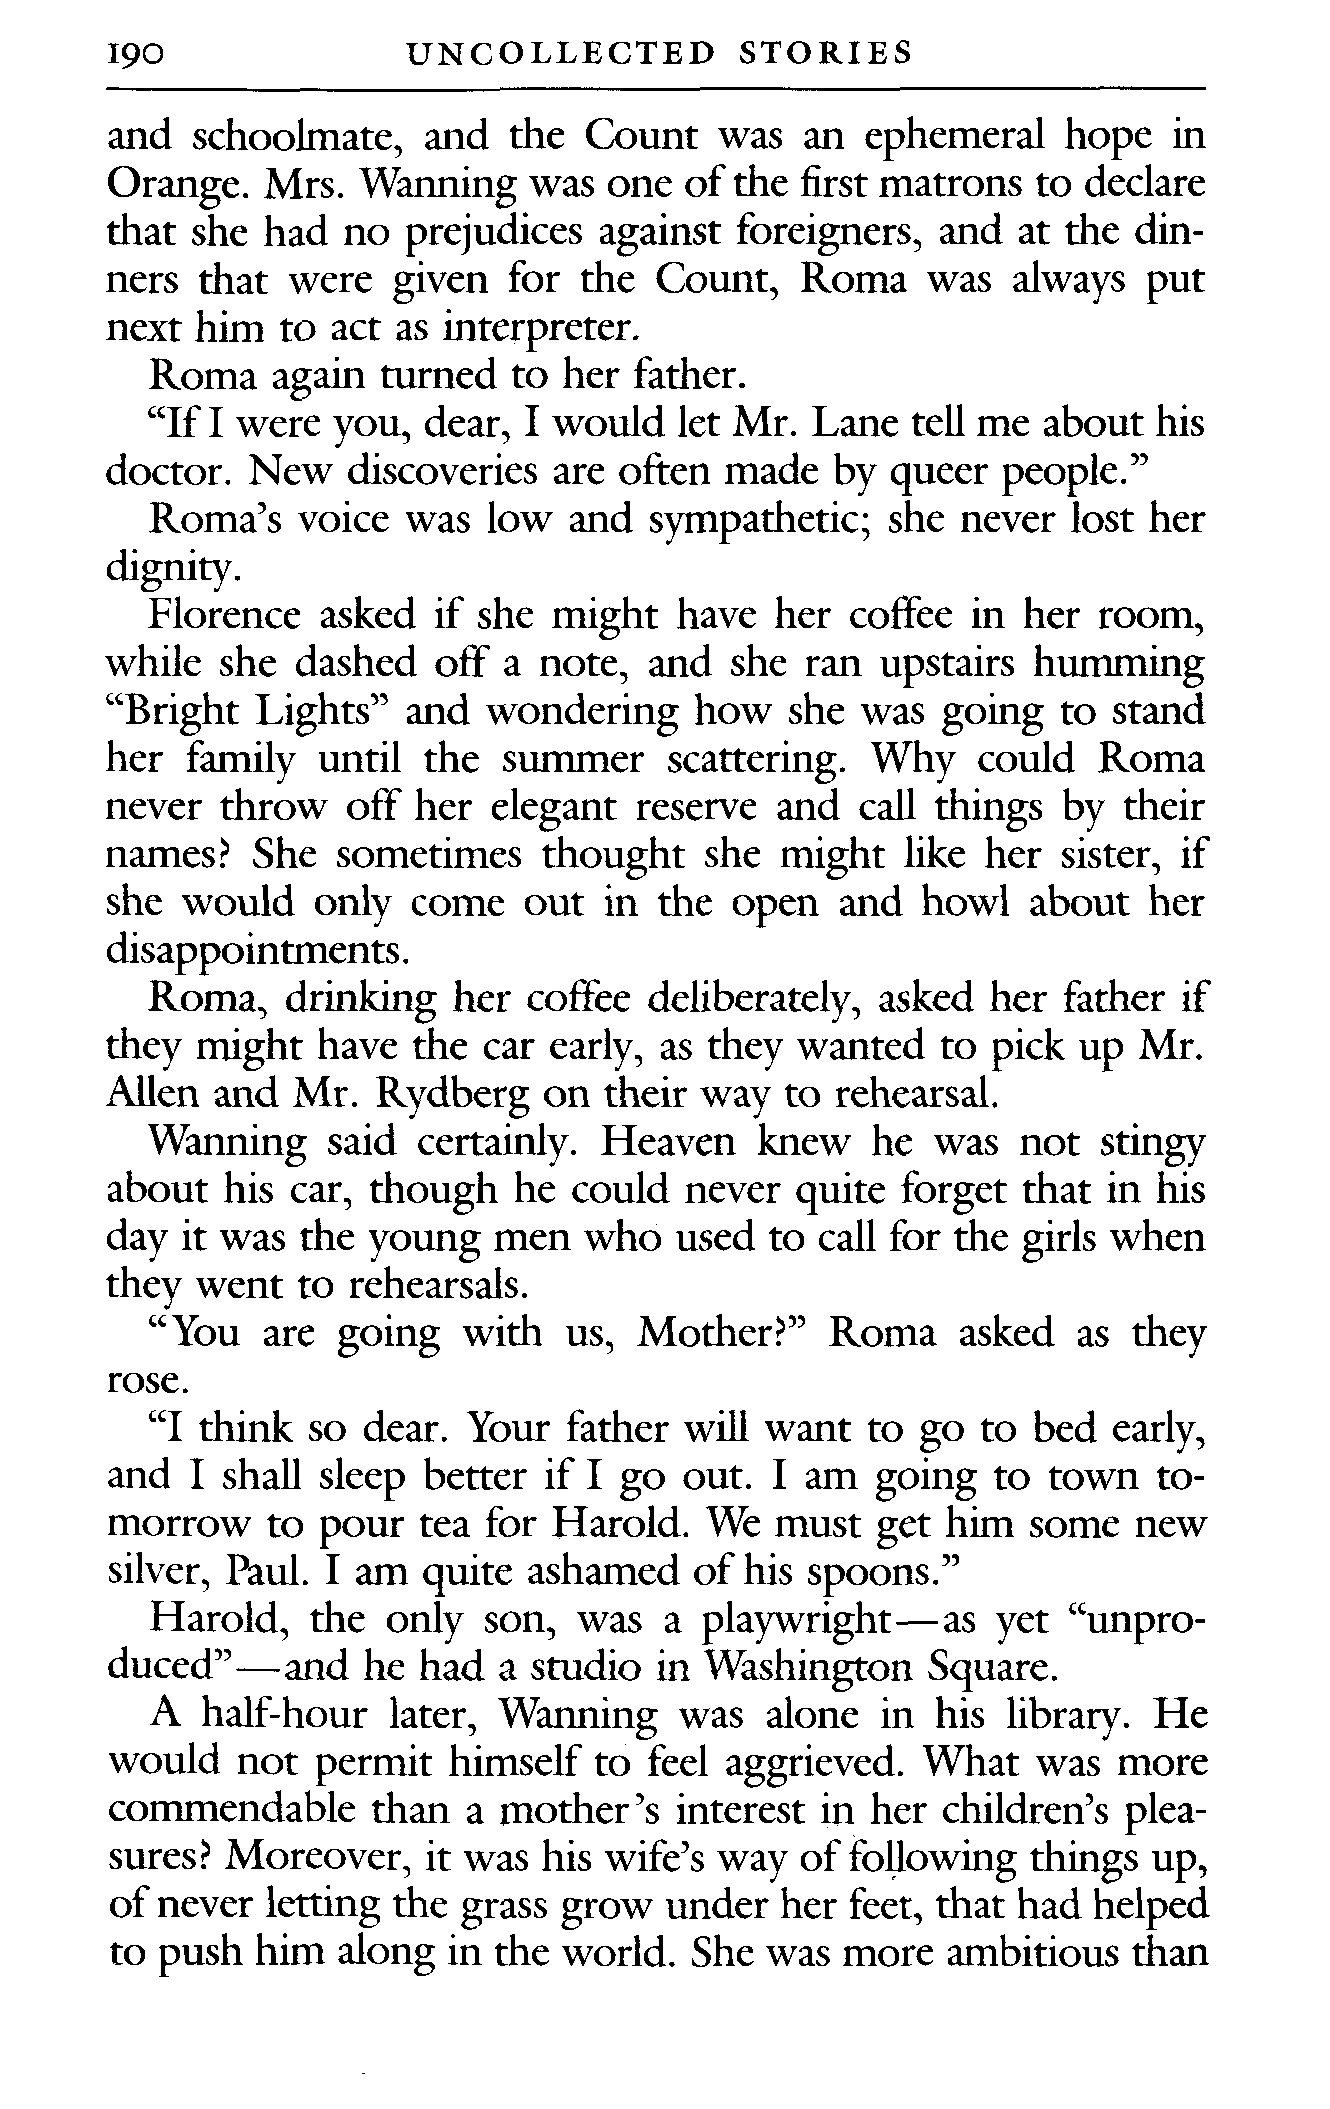 190 UNCOLLECTED STORIES
and schoolmate, and the Count was an ephemeral hope in
Orange. Mrs. Wanning was one of the first matrons to declare
that she had no prejudices against foreigners, and at the din-
ners that were given for the Count, Roma was always put
next him to act as interpreter.
Roma again turned to her father.
“If I were you, dear, I would let Mr. Lane tell me about his
doctor. New discoveries are often made by queer people.”
Roma’s voice was low and sympathetic; she never lost her
dignity.
Florence asked if she might have her coffee in her room,
while she dashed off a note, and she ran upstairs humming
“Bright Lights” and wondering how she was going to stand
her family until the summer scattering. Why could Roma
never throw off her elegant reserve and call things by their
names? She sometimes thought she might like her sister, if
she would only come out in the open and howl about her
disappointments.
Roma, drinking her coffee deliberately, asked her father if
they might have the car early, as they wanted to pick up Mr.
Allen and Mr. Rydberg on their way to rehearsal.
Wanning said certainly. Heaven knew he was not stingy
about his car, though he could never quite forget that in his
day it was the young men who used to call for the girls when
they went to rehearsals.
“You are going with us, Mother?” Roma asked as they
rose.
“I think so dear. Your father will want to go to bed early,
and I shall sleep better if I go out. I am going to town to-
morrow to pour tea for Harold. We must get him some new
silver, Paul. I am quite ashamed of his spoons.”
Harold, the only son, was a playwright—as yet “unpro-
duced”—and he had a studio in Washington Square.
A half-hour later, Wanning was alone in his library. He
would not permit himself to feel aggrieved. What was more
commendable than a mother’s interest in her children’s plea-
sures? Moreover, it was his wife’s way of following things up,
of never letting the grass grow under her feet, that had helped
to push him along in the world. She was more ambitious than